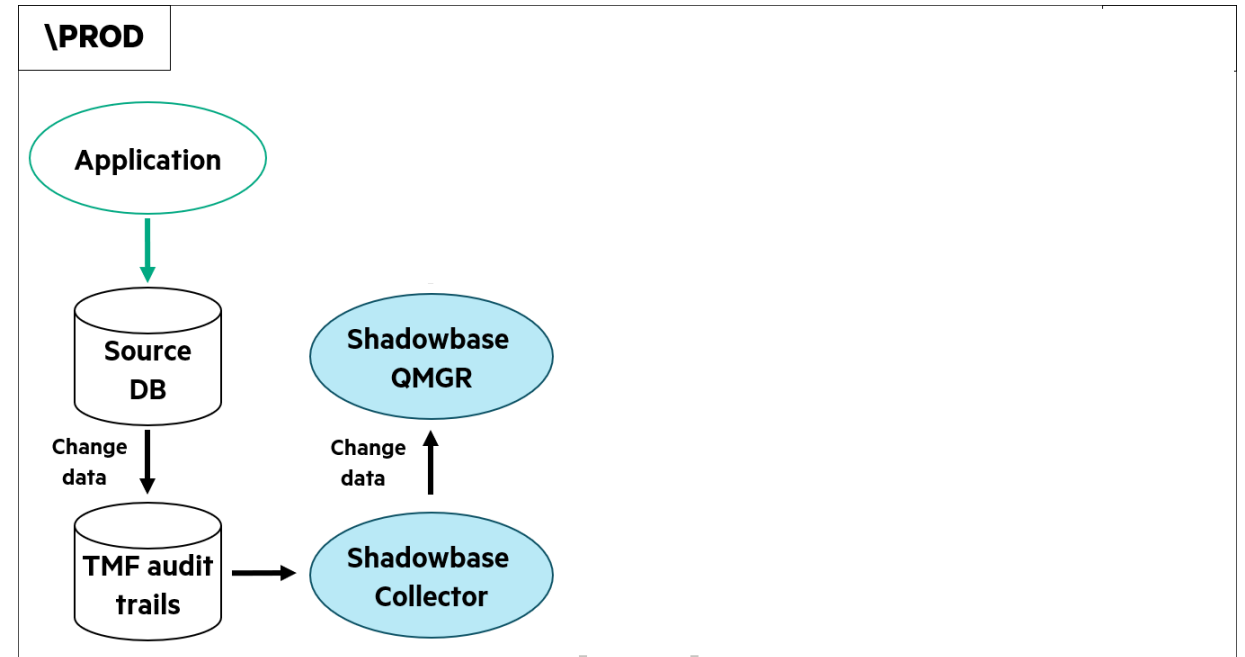 \PROD
Application
Source
DB
Change
data
TMF audit
trails
Shadowbase
QMGR
Change
data
Shadowbase
Collector